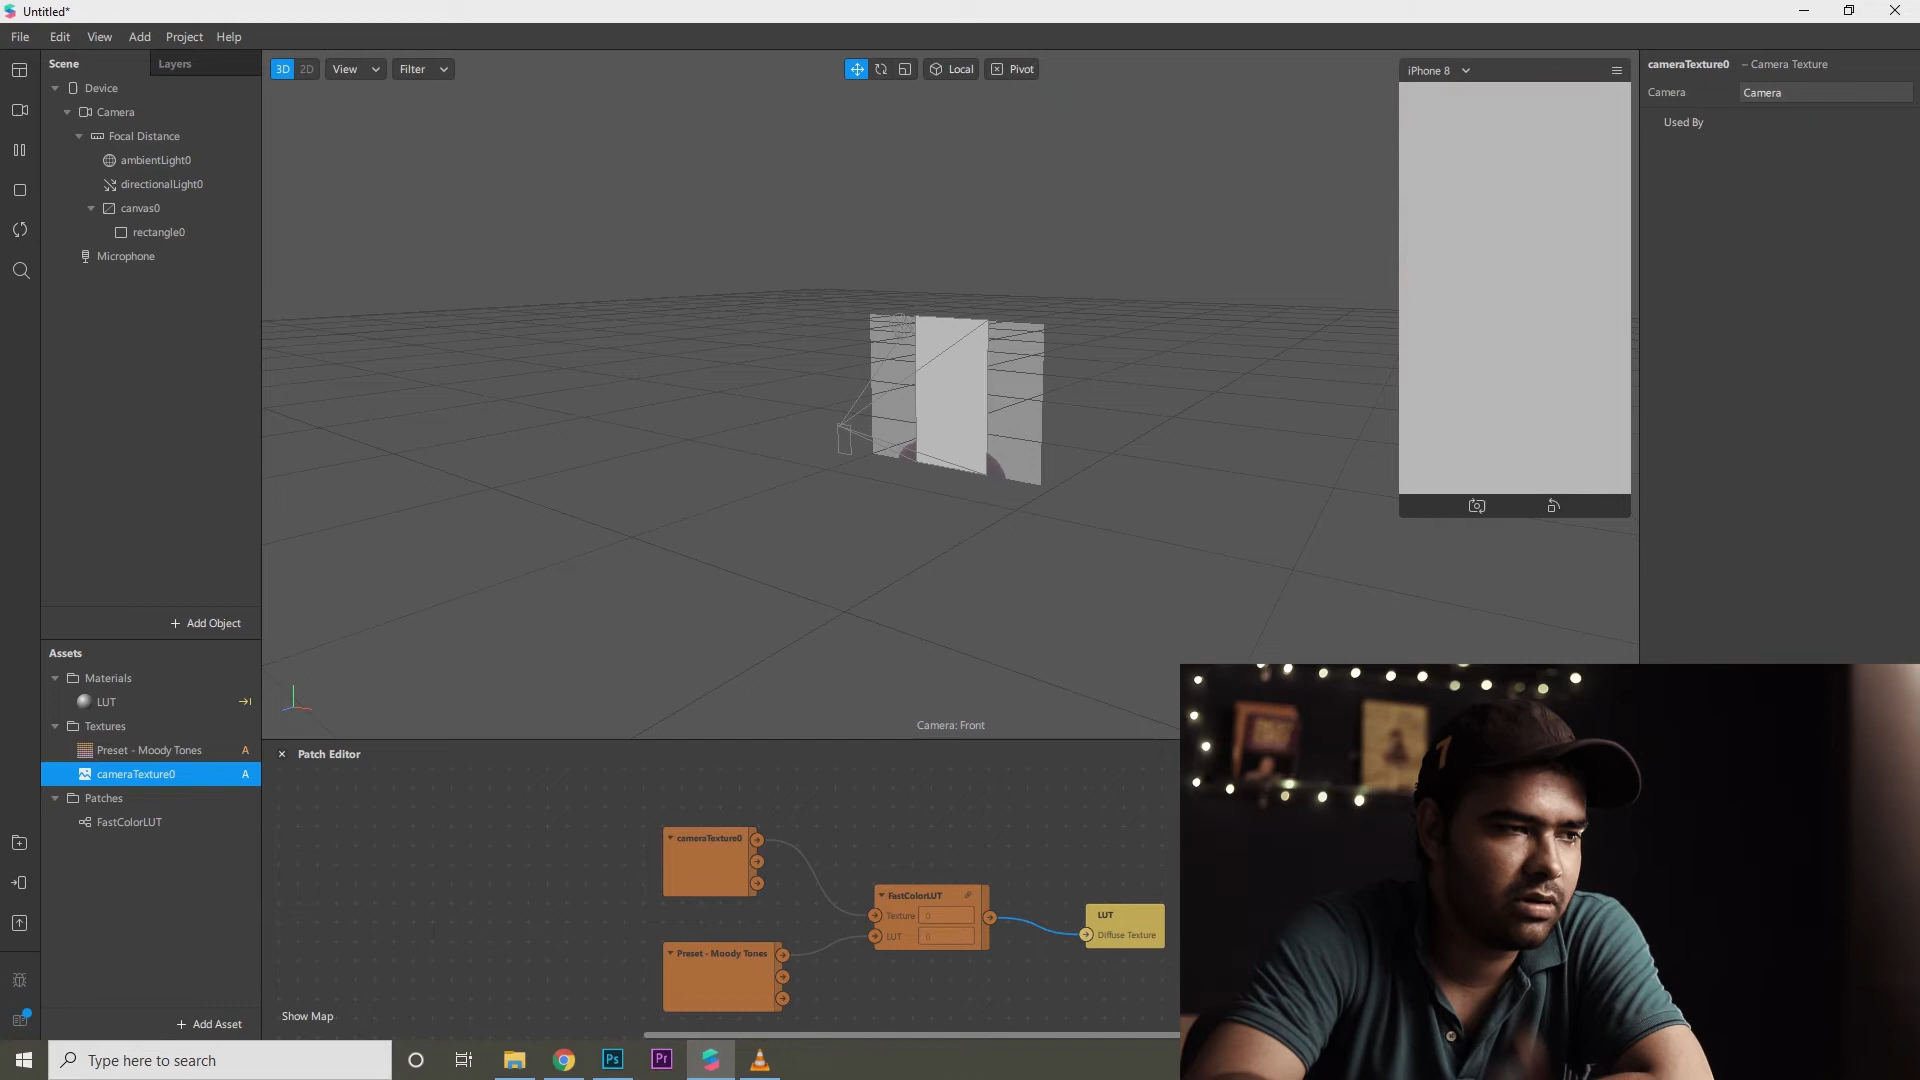 Untitled*
File Edit View Add Project Help
Scene Layers
Device
Camera
Focal Distance
ambientLight0
directionalLight0
canvas0
rectangle0
Microphone
+ Add Object
Assets
Materials
LUT
Textures
Preset - Moody Tones A
cameraTexture0 A
Patches
FastColorLUT
+ Add Asset
3D 2D View Filter Local Pivot
Camera: Front
iPhone 8
cameraTexture0 – Camera Texture
Camera Camera
Used By
Patch Editor
cameraTexture0
Preset - Moody Tones
FastColorLUT
Texture 0
LUT 0
LUT
Diffuse Texture
Show Map
Type here to search
Ps
Pr